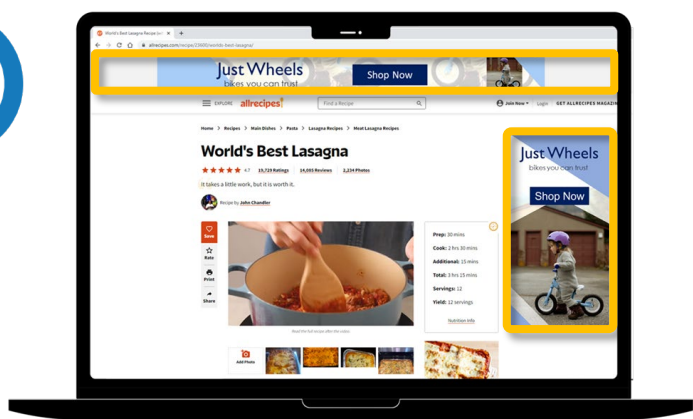 World's Best Lasagna Recipe
allrecipes.com/recipe/23600/worlds-best-lasagna/
Just Wheels
bikes you can trust
Shop Now
EXPLORE
allrecipes
Find a Recipe
Join Now
Login
GET ALLRECIPES MAGAZIN
Home > Recipes > Main Dishes > Pasta > Lasagna Recipes > Meat Lasagna Recipes
World's Best Lasagna
4.7 19,729 Ratings 14,693 Reviews 2,234 Photos
It takes a little work, but it is worth it.
Recipe by John Chandler
Save
Rate
Print
Share
Prep: 30 mins
Cook: 2 hrs 30 mins
Additional: 15 mins
Total: 3 hrs 15 mins
Servings: 12
Yield: 12 servings
Nutrition Info
Add Photo
Just Wheels
bikes you can trust
Shop Now